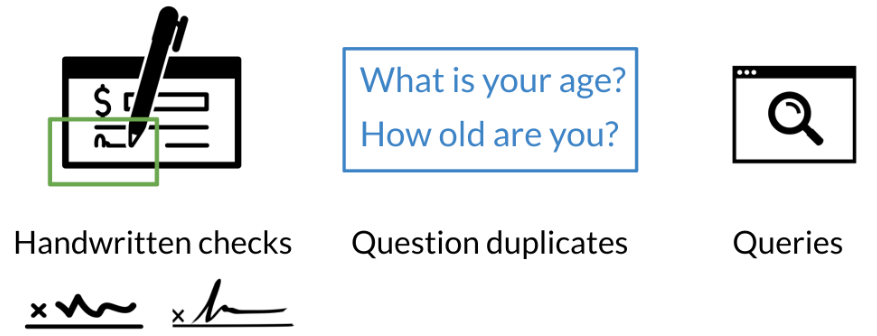 $
What is your age?
How old are you?
Handwritten checks
Question duplicates
Queries
x
x